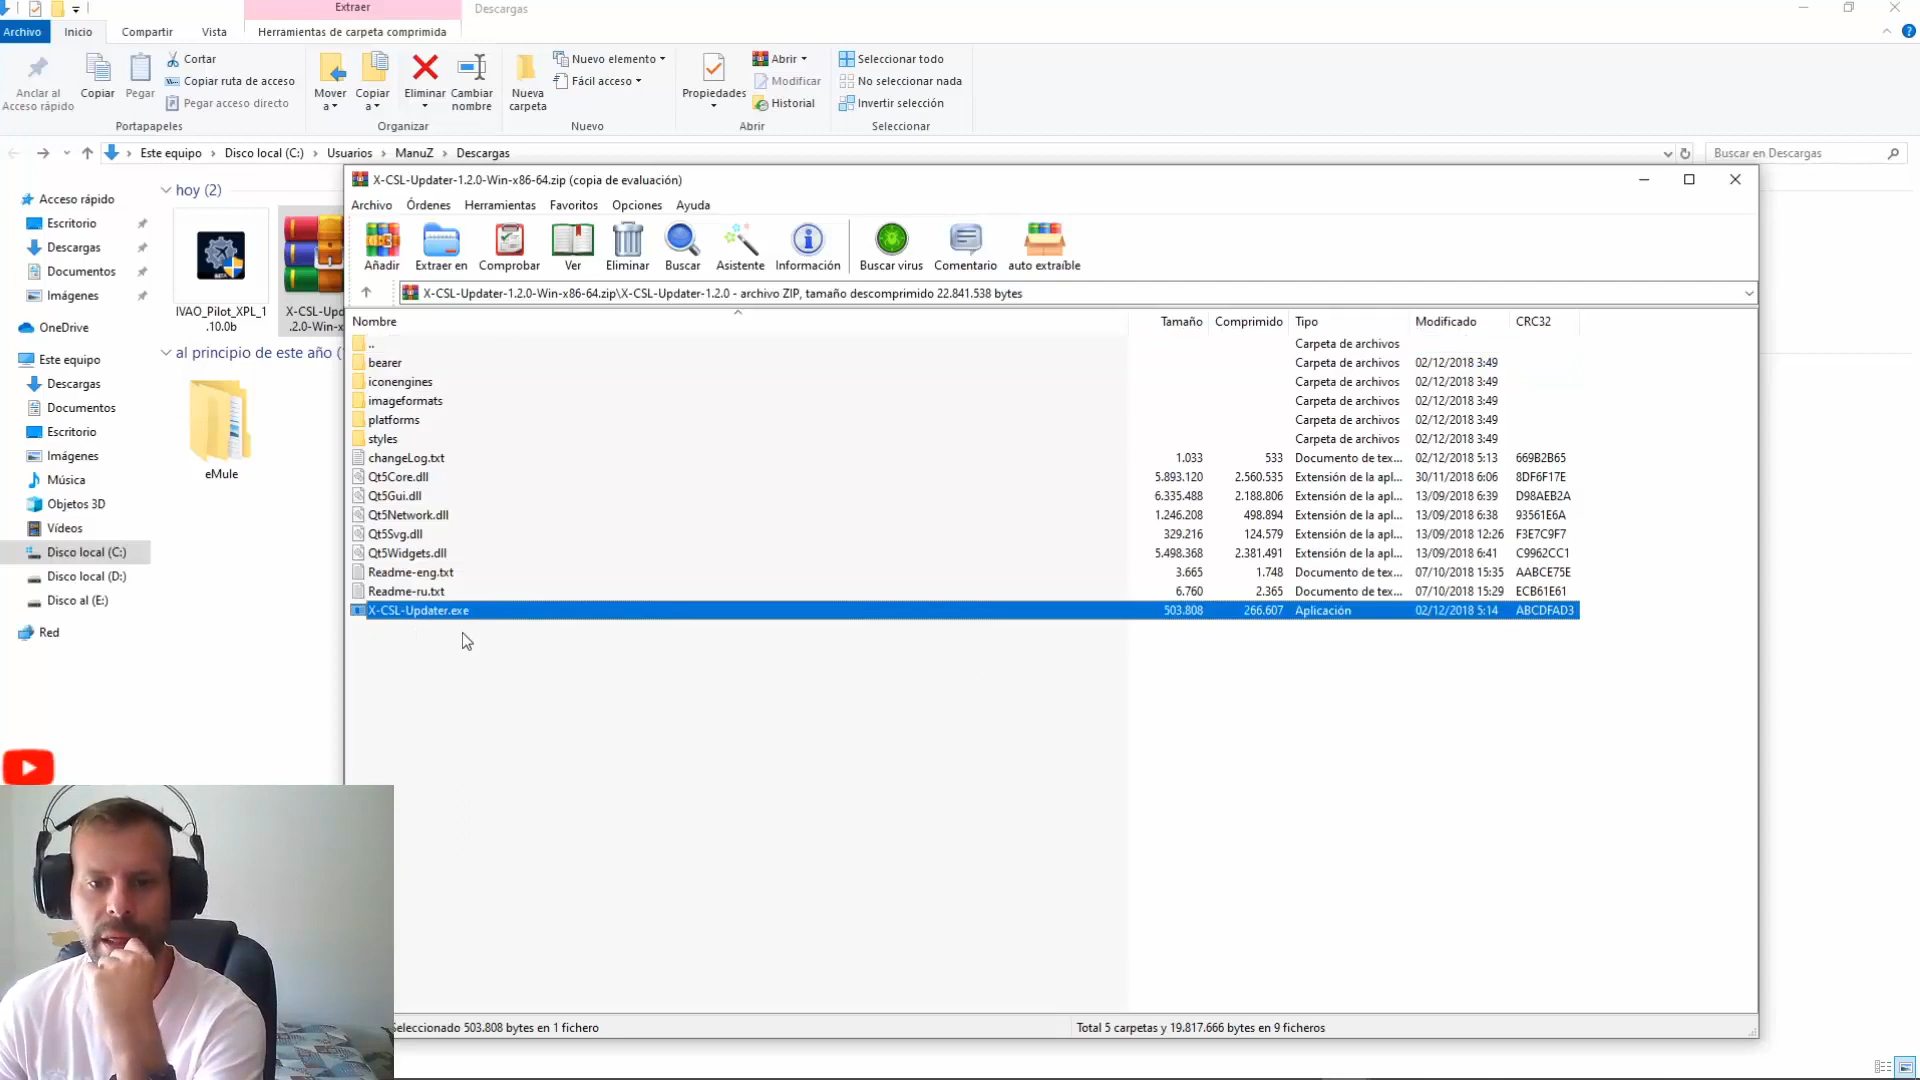 Extraer
Descargas
Archivo Inicio Compartir Vista Herramientas de carpeta comprimida
Anclar al Acceso rápido
Copiar
Pegar
Cortar
Copiar ruta de acceso
Pegar acceso directo
Portapapeles
Mover a
Copiar a
Eliminar
Cambiar nombre
Organizar
Nueva carpeta
Nuevo elemento
Fácil acceso
Nuevo
Propiedades
Abrir
Modificar
Historial
Abrir
Seleccionar todo
No seleccionar nada
Invertir selección
Seleccionar
Este equipo > Disco local (C:) > Usuarios > ManuZ > Descargas
Buscar en Descargas
Acceso rápido
Escritorio
Descargas
Documentos
Imágenes
OneDrive
Este equipo
Descargas
Documentos
Escritorio
Imágenes
Música
Objetos 3D
Vídeos
Disco local (C:)
Disco local (D:)
Disco al (E:)
Red
hoy (2)
IVAO_Pilot_XPL_1
.10.0b
X-CSL-Up
.2.0-Win-x
al principio de este año (
eMule
X-CSL-Updater-1.2.0-Win-x86-64.zip (copia de evaluación)
Archivo Órdenes Herramientas Favoritos Opciones Ayuda
Añadir Extraer en Comprobar Ver Eliminar Buscar Asistente Información Buscar virus Comentario auto extraíble
X-CSL-Updater-1.2.0-Win-x86-64.zip\X-CSL-Updater-1.2.0 - archivo ZIP, tamaño descomprimido 22.841.538 bytes
Nombre Tamaño Comprimido Tipo Modificado CRC32
.. Carpeta de archivos
bearer Carpeta de archivos 02/12/2018 3:49
iconengines Carpeta de archivos 02/12/2018 3:49
imageformats Carpeta de archivos 02/12/2018 3:49
platforms Carpeta de archivos 02/12/2018 3:49
styles Carpeta de archivos 02/12/2018 3:49
changeLog.txt 1.033 533 Documento de tex... 02/12/2018 5:13 669B2B65
Qt5Core.dll 5.893.120 2.560.535 Extensión de la apl... 30/11/2018 6:06 8DF6F17E
Qt5Gui.dll 6.335.488 2.188.806 Extensión de la apl... 13/09/2018 6:39 D98AEB2A
Qt5Network.dll 1.246.208 498.894 Extensión de la apl... 13/09/2018 6:38 93561E6A
Qt5Svg.dll 329.216 124.579 Extensión de la apl... 13/09/2018 12:26 F3E7C9F7
Qt5Widgets.dll 5.498.368 2.381.491 Extensión de la apl... 13/09/2018 6:41 C9962CC1
Readme-eng.txt 3.665 1.748 Documento de tex... 07/10/2018 15:35 AABCE75E
Readme-ru.txt 6.760 2.365 Documento de tex... 07/10/2018 15:29 ECB61E61
X-CSL-Updater.exe 503.808 266.607 Aplicación 02/12/2018 5:14 ABCDFAD3
Seleccionado 503.808 bytes en 1 fichero
Total 5 carpetas y 19.817.666 bytes en 9 ficheros